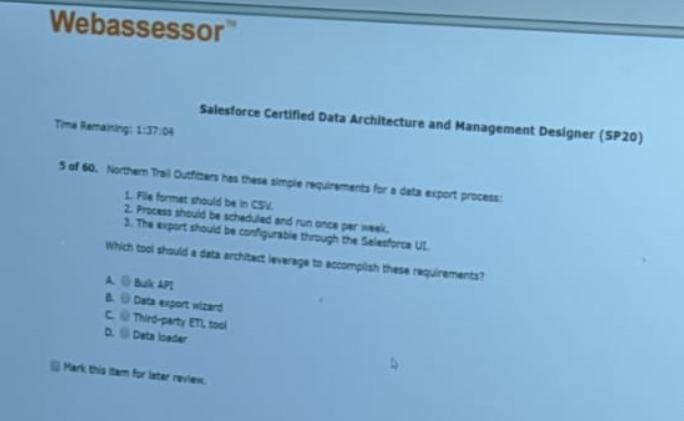 Webassessor™
Salesforce Certified Data Architecture and Management Designer (SP20)
Time Remaining: 1:37:04
5 of 60. Northern Trail Outfitters has these simple requirements for a data export process:
1. File format should be in CSV.
2. Process should be scheduled and run once per week.
3. The export should be configurable through the Salesforce UI.
Which tool should a data architect leverage to accomplish these requirements?
A. Bulk API
B. Data export wizard
C. Third-party ETL tool
D. Data loader
Mark this item for later review.